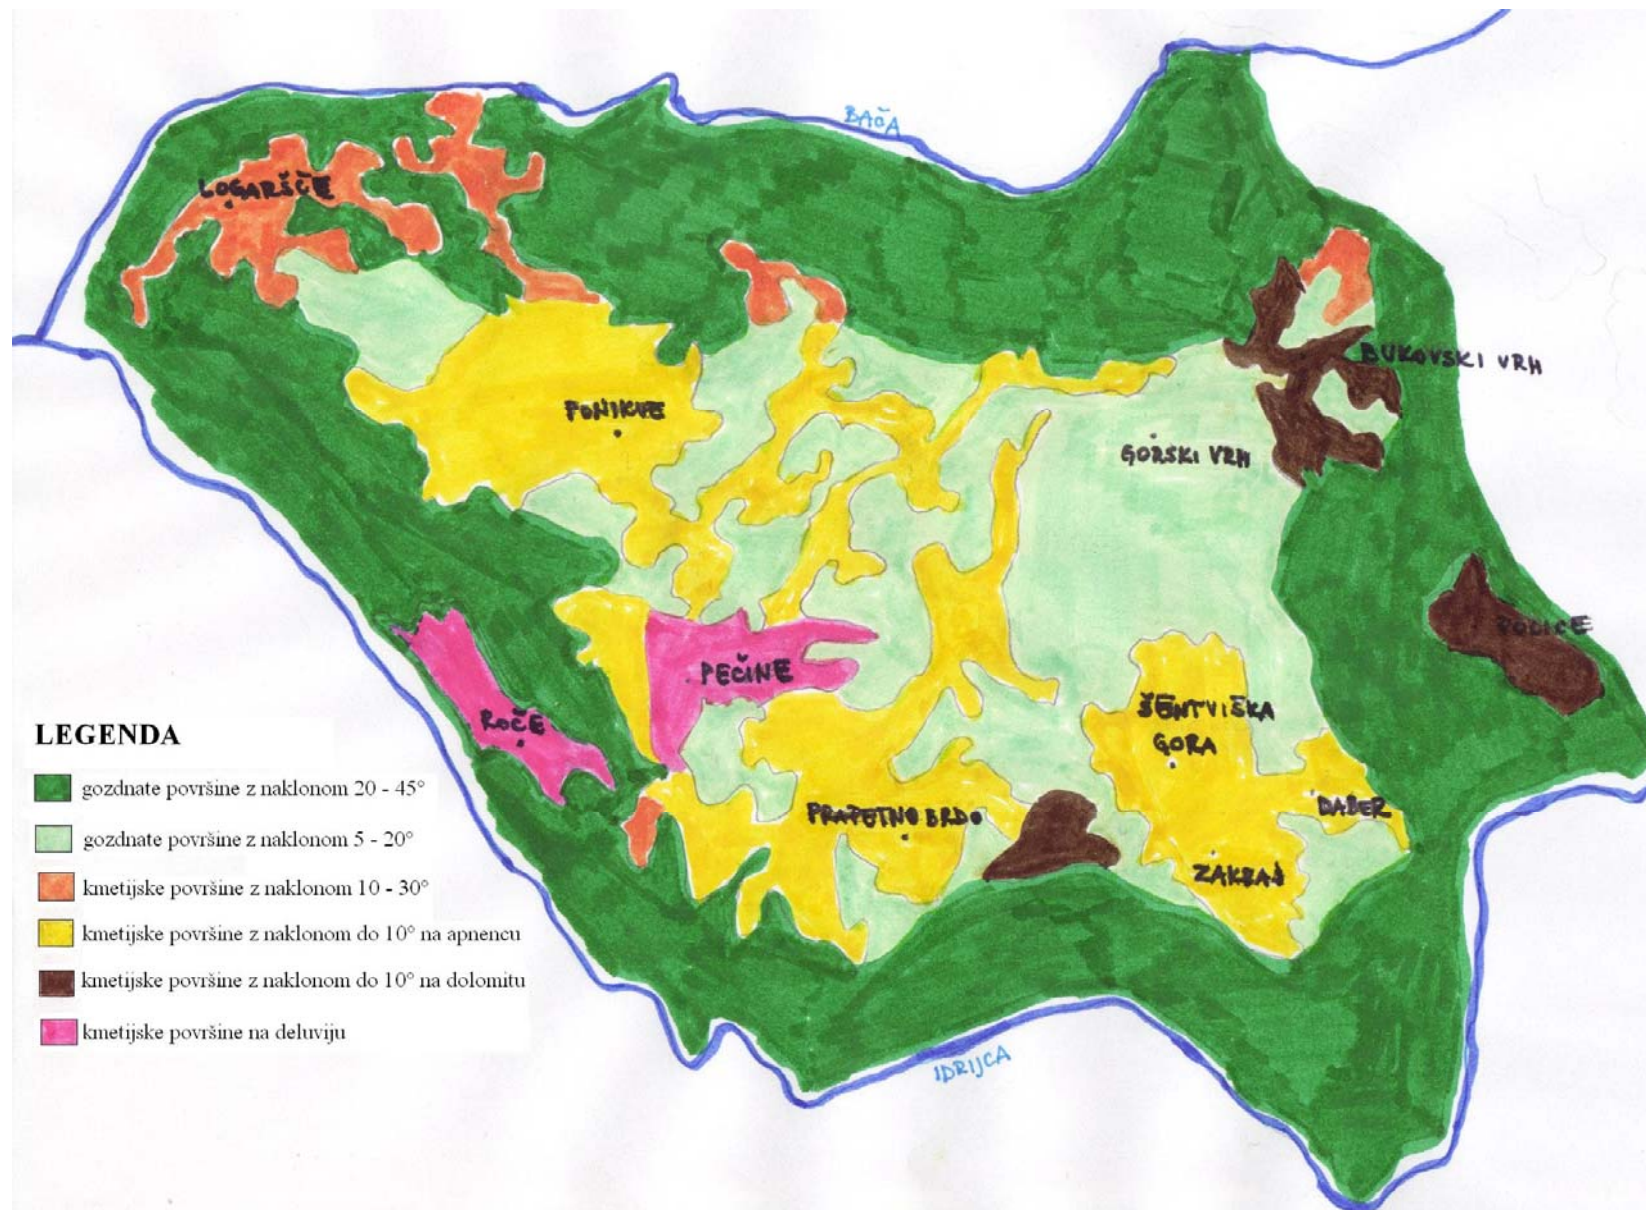 BAČA
LOGARŠČE
BUKOVSKI VRH
PONIKVE
GORSKI VRH
POLICE
PEČINE
ROČE
ŠENTVIŠKA
GORA
DABER
PRAPETNO BRDO
ZAKRAJ
IDRIJCA
LEGENDA
gozdnate površine z naklonom 20 - 45°
gozdnate površine z naklonom 5 - 20°
kmetijske površine z naklonom 10 - 30°
kmetijske površine z naklonom do 10° na apnencu
kmetijske površine z naklonom do 10° na dolomitu
kmetijske površine na deluviju